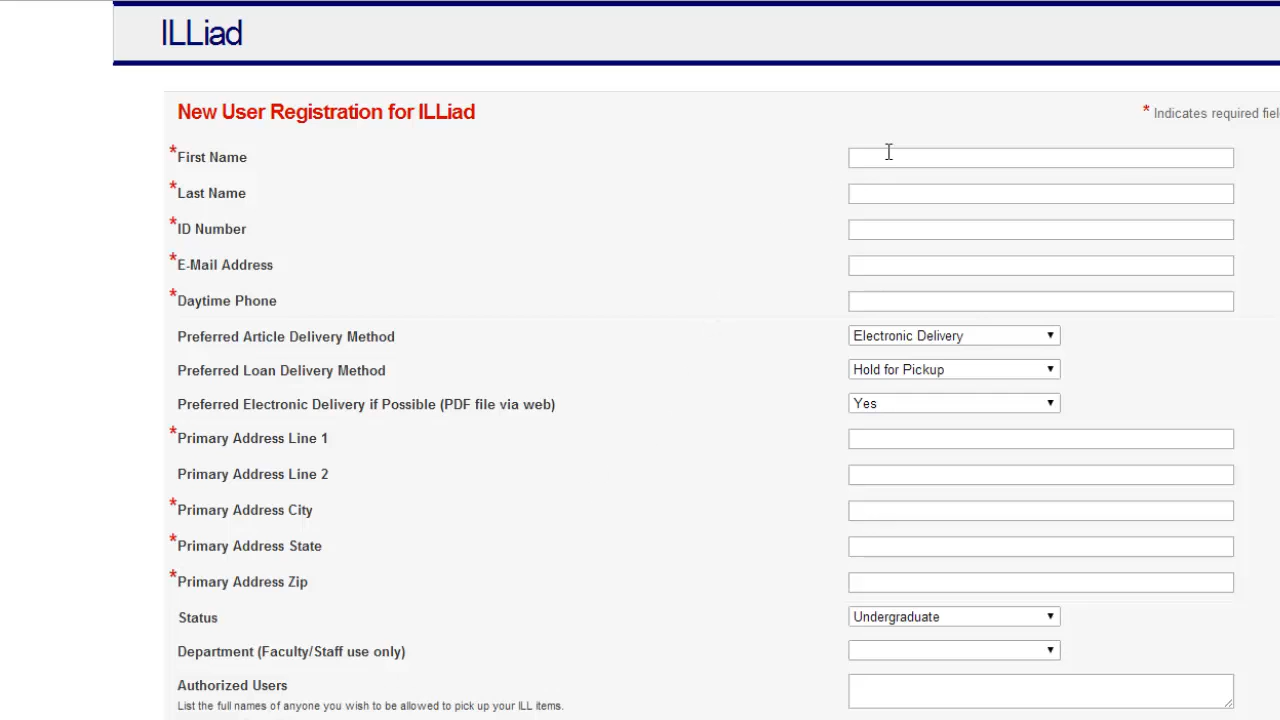 ILLiad
New User Registration for ILLiad
* Indicates required fiel
*First Name
*Last Name
*ID Number
*E-Mail Address
*Daytime Phone
Preferred Article Delivery Method Electronic Delivery
Preferred Loan Delivery Method Hold for Pickup
Preferred Electronic Delivery if Possible (PDF file via web) Yes
*Primary Address Line 1
Primary Address Line 2
*Primary Address City
*Primary Address State
*Primary Address Zip
Status Undergraduate
Department (Faculty/Staff use only)
Authorized Users
List the full names of anyone you wish to be allowed to pick up your ILL items.